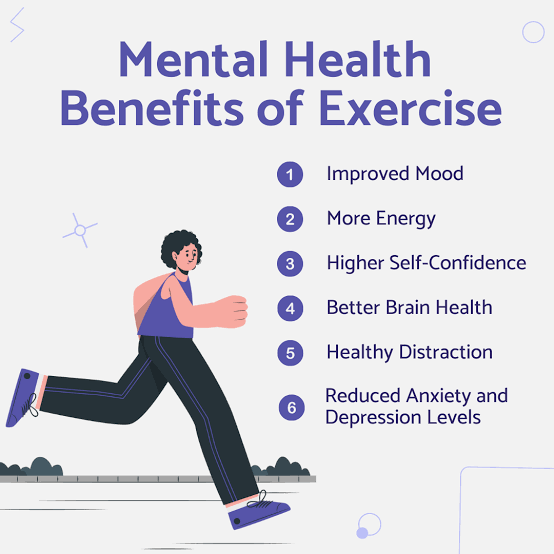 Mental Health
Benefits of Exercise
1 Improved Mood
2 More Energy
3 Higher Self-Confidence
4 Better Brain Health
5 Healthy Distraction
6 Reduced Anxiety and
Depression Levels